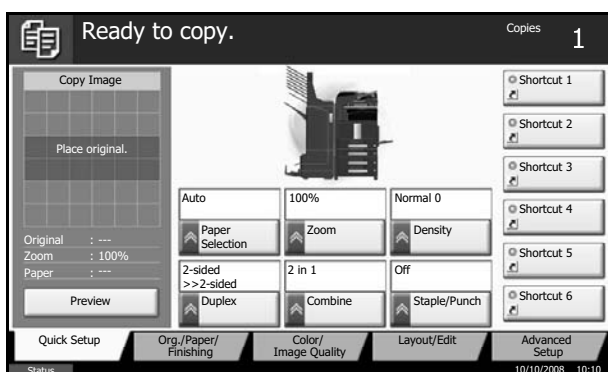 Ready to copy.
Copies
1
Copy Image
Place original.
Original : ---
Zoom : 100%
Paper : ---
Preview
Auto
Paper
Selection
100%
Zoom
Normal 0
Density
2-sided
>>2-sided
Duplex
2 in 1
Combine
Off
Staple/Punch
Shortcut 1
Shortcut 2
Shortcut 3
Shortcut 4
Shortcut 5
Shortcut 6
Quick Setup
Org./Paper/
Finishing
Color/
Image Quality
Layout/Edit
Advanced
Setup
Status
10/10/2008 10:10